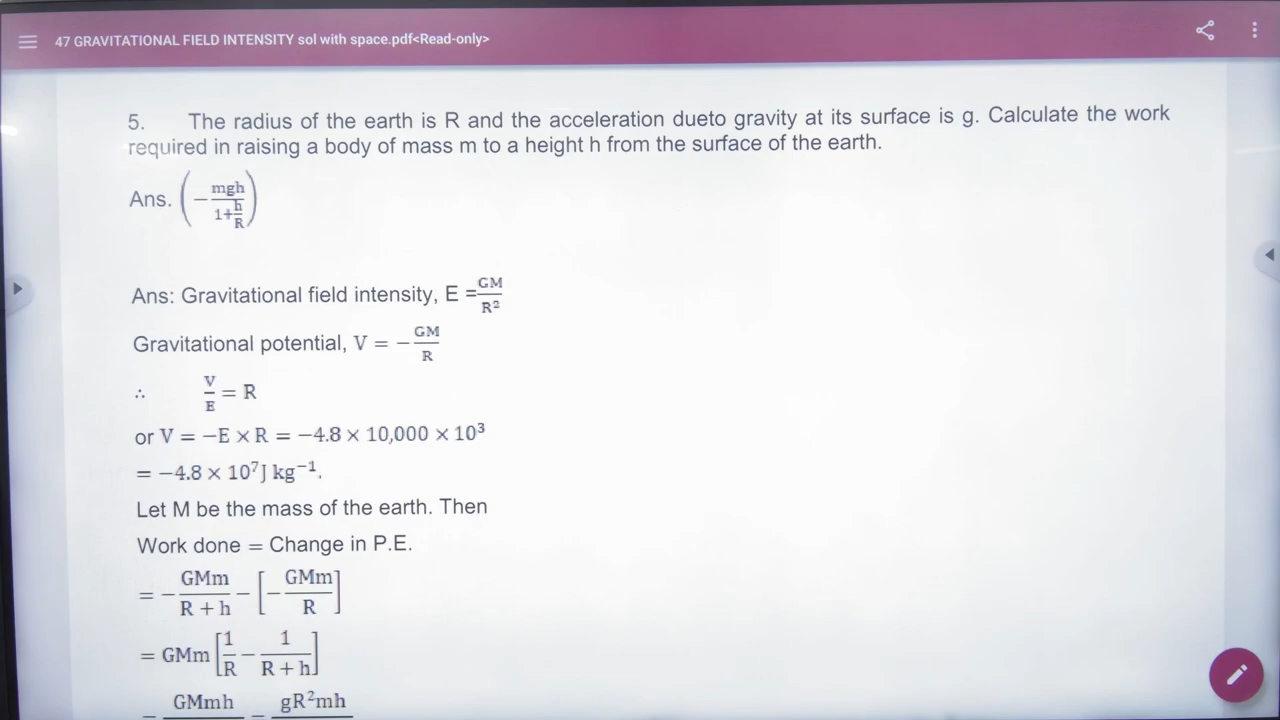 47 GRAVITATIONAL FIELD INTENSITY sol with space.pdf<Read-only>
5. The radius of the earth is R and the acceleration dueto gravity at its surface is g. Calculate the work
required in raising a body of mass m to a height h from the surface of the earth.
Ans. (− mgh / 1+ h/R)
Ans: Gravitational field intensity, E = GM / R²
Gravitational potential, V = − GM / R
∴ V / E = R
or V = −E × R = −4.8 × 10,000 × 10³
= −4.8 × 10⁷ J kg⁻¹.
Let M be the mass of the earth. Then
Work done = Change in P.E.
= − GMm / R + h − [− GMm / R]
= GMm [1 / R − 1 / R + h]
= GMmh = gR²mh